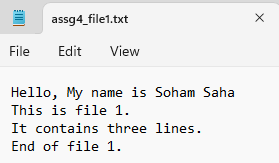 assg4_file1.txt
File Edit View
Hello, My name is Soham Saha
This is file 1.
It contains three lines.
End of file 1.